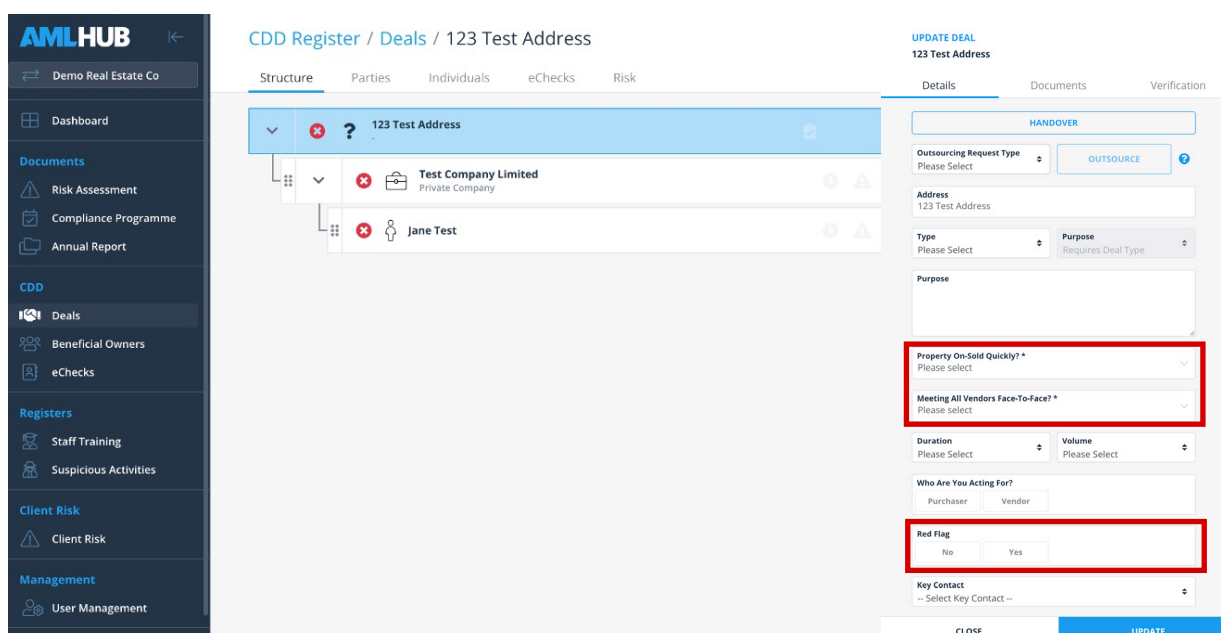 AMLHUB
Demo Real Estate Co
Dashboard
Documents
Risk Assessment
Compliance Programme
Annual Report
CDD
Deals
Beneficial Owners
eChecks
Registers
Staff Training
Suspicious Activities
Client Risk
Client Risk
Management
User Management
CDD Register / Deals / 123 Test Address
Structure Parties Individuals eChecks Risk
? 123 Test Address
-
Test Company Limited
Private Company
Jane Test
UPDATE DEAL
123 Test Address
Details Documents Verification
HANDOVER
Outsourcing Request Type
Please Select
OUTSOURCE ?
Address
123 Test Address
Type
Please Select
Purpose
Requires Deal Type
Purpose
Property On-Sold Quickly? *
Please select
Meeting All Vendors Face-To-Face? *
Please select
Duration
Please Select
Volume
Please Select
Who Are You Acting For?
Purchaser Vendor
Red Flag
No Yes
Key Contact
-- Select Key Contact --
CLOSE UPDATE